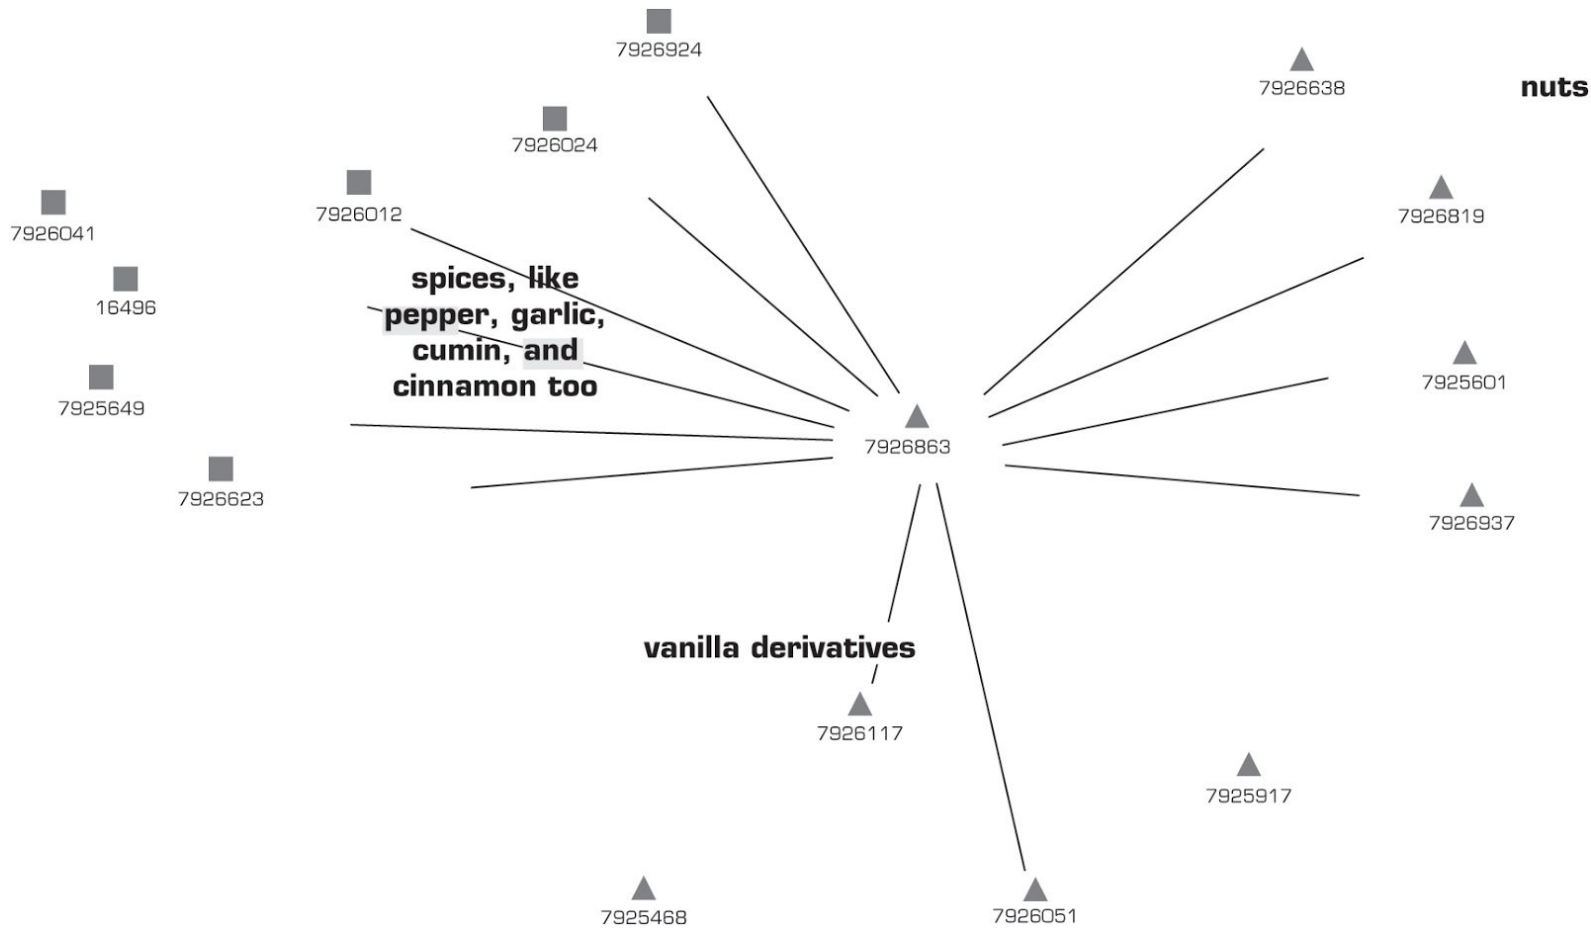 7926924
7926638
nuts
7926024
7926012
7926819
7926041
spices, like
pepper, garlic,
cumin, and
cinnamon too
16496
7925649
7925601
7926863
7926623
7926937
vanilla derivatives
7926117
7925917
7925468
7926051